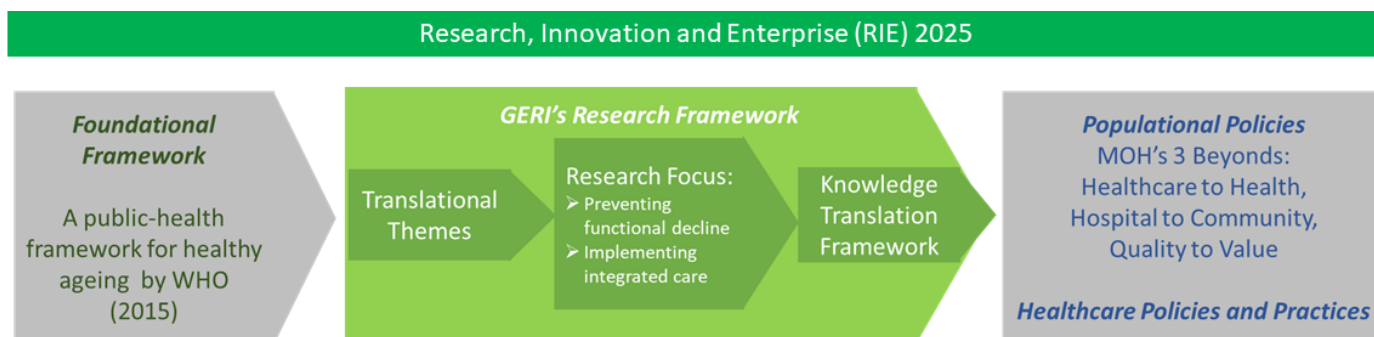 Research, Innovation and Enterprise (RIE) 2025
Foundational
Framework
A public-health
framework for healthy
ageing by WHO
(2015)
GERI's Research Framework
Translational
Themes
Research Focus:
➢ Preventing
functional decline
➢ Implementing
integrated care
Knowledge
Translation
Framework
Populational Policies
MOH's 3 Beyonds:
Healthcare to Health,
Hospital to Community,
Quality to Value
Healthcare Policies and Practices